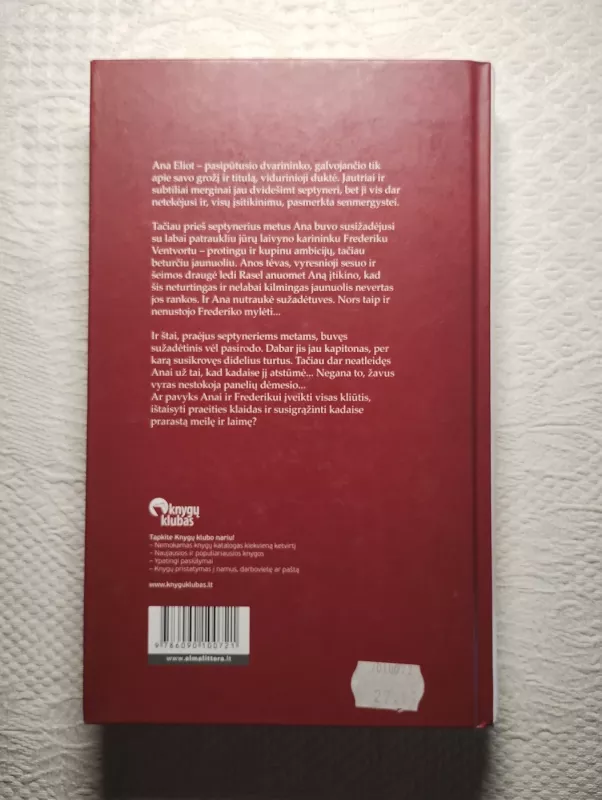 Ana Eliot – pasipūtusio dvarininko, galvojančio tik
apie savo grožį ir titulą, vidurinioji duktė. Jautriai ir
subtiliai merginai jau dvidešimt septyneri, bet ji vis dar
netekėjusi ir, visų įsitikinimu, pasmerkta senmergystei.
Tačiau prieš septynerius metus Ana buvo susižadėjusi
su labai patraukliu jūrų laivyno karininku Frederiku
Ventvortu – protingu ir kupinu ambicijų, tačiau
beturčiu jaunuoliu. Anos tėvas, vyresnioji sesuo ir
šeimos draugė ledi Rasel anuomet Aną įtikino, kad
šis neturtingas ir nelabai kilmingas jaunuolis nevertas
jos rankos. Ir Ana nutraukė sužadėtuves. Nors taip ir
nenustojo Frederiko mylėti...
Ir štai, praėjus septyneriems metams, buvęs
sužadėtinis vėl pasirodo. Dabar jis jau kapitonas, per
karą susikrovęs didelius turtus. Tačiau dar neatleidęs
Anai už tai, kad kadaise jį atstūmė... Negana to, žavus
vyras nestokoja panelių dėmesio...
Ar pavyks Anai ir Frederikui įveikti visas kliūtis,
ištaisyti praeities klaidas ir susigrąžinti kadaise
prarastą meilę ir laimę?
knygų
klubas
Tapkite Knygų klubo nariu!
– Nemokamas knygų katalogas kiekvieną ketvirtį
– Naujausios ir populiariausios knygos
– Ypatingi pasiūlymai
– Knygų pristatymas į namus, darbovietę ar paštą
www.knyguklubas.lt
9 786090 100721
www.almalittera.lt